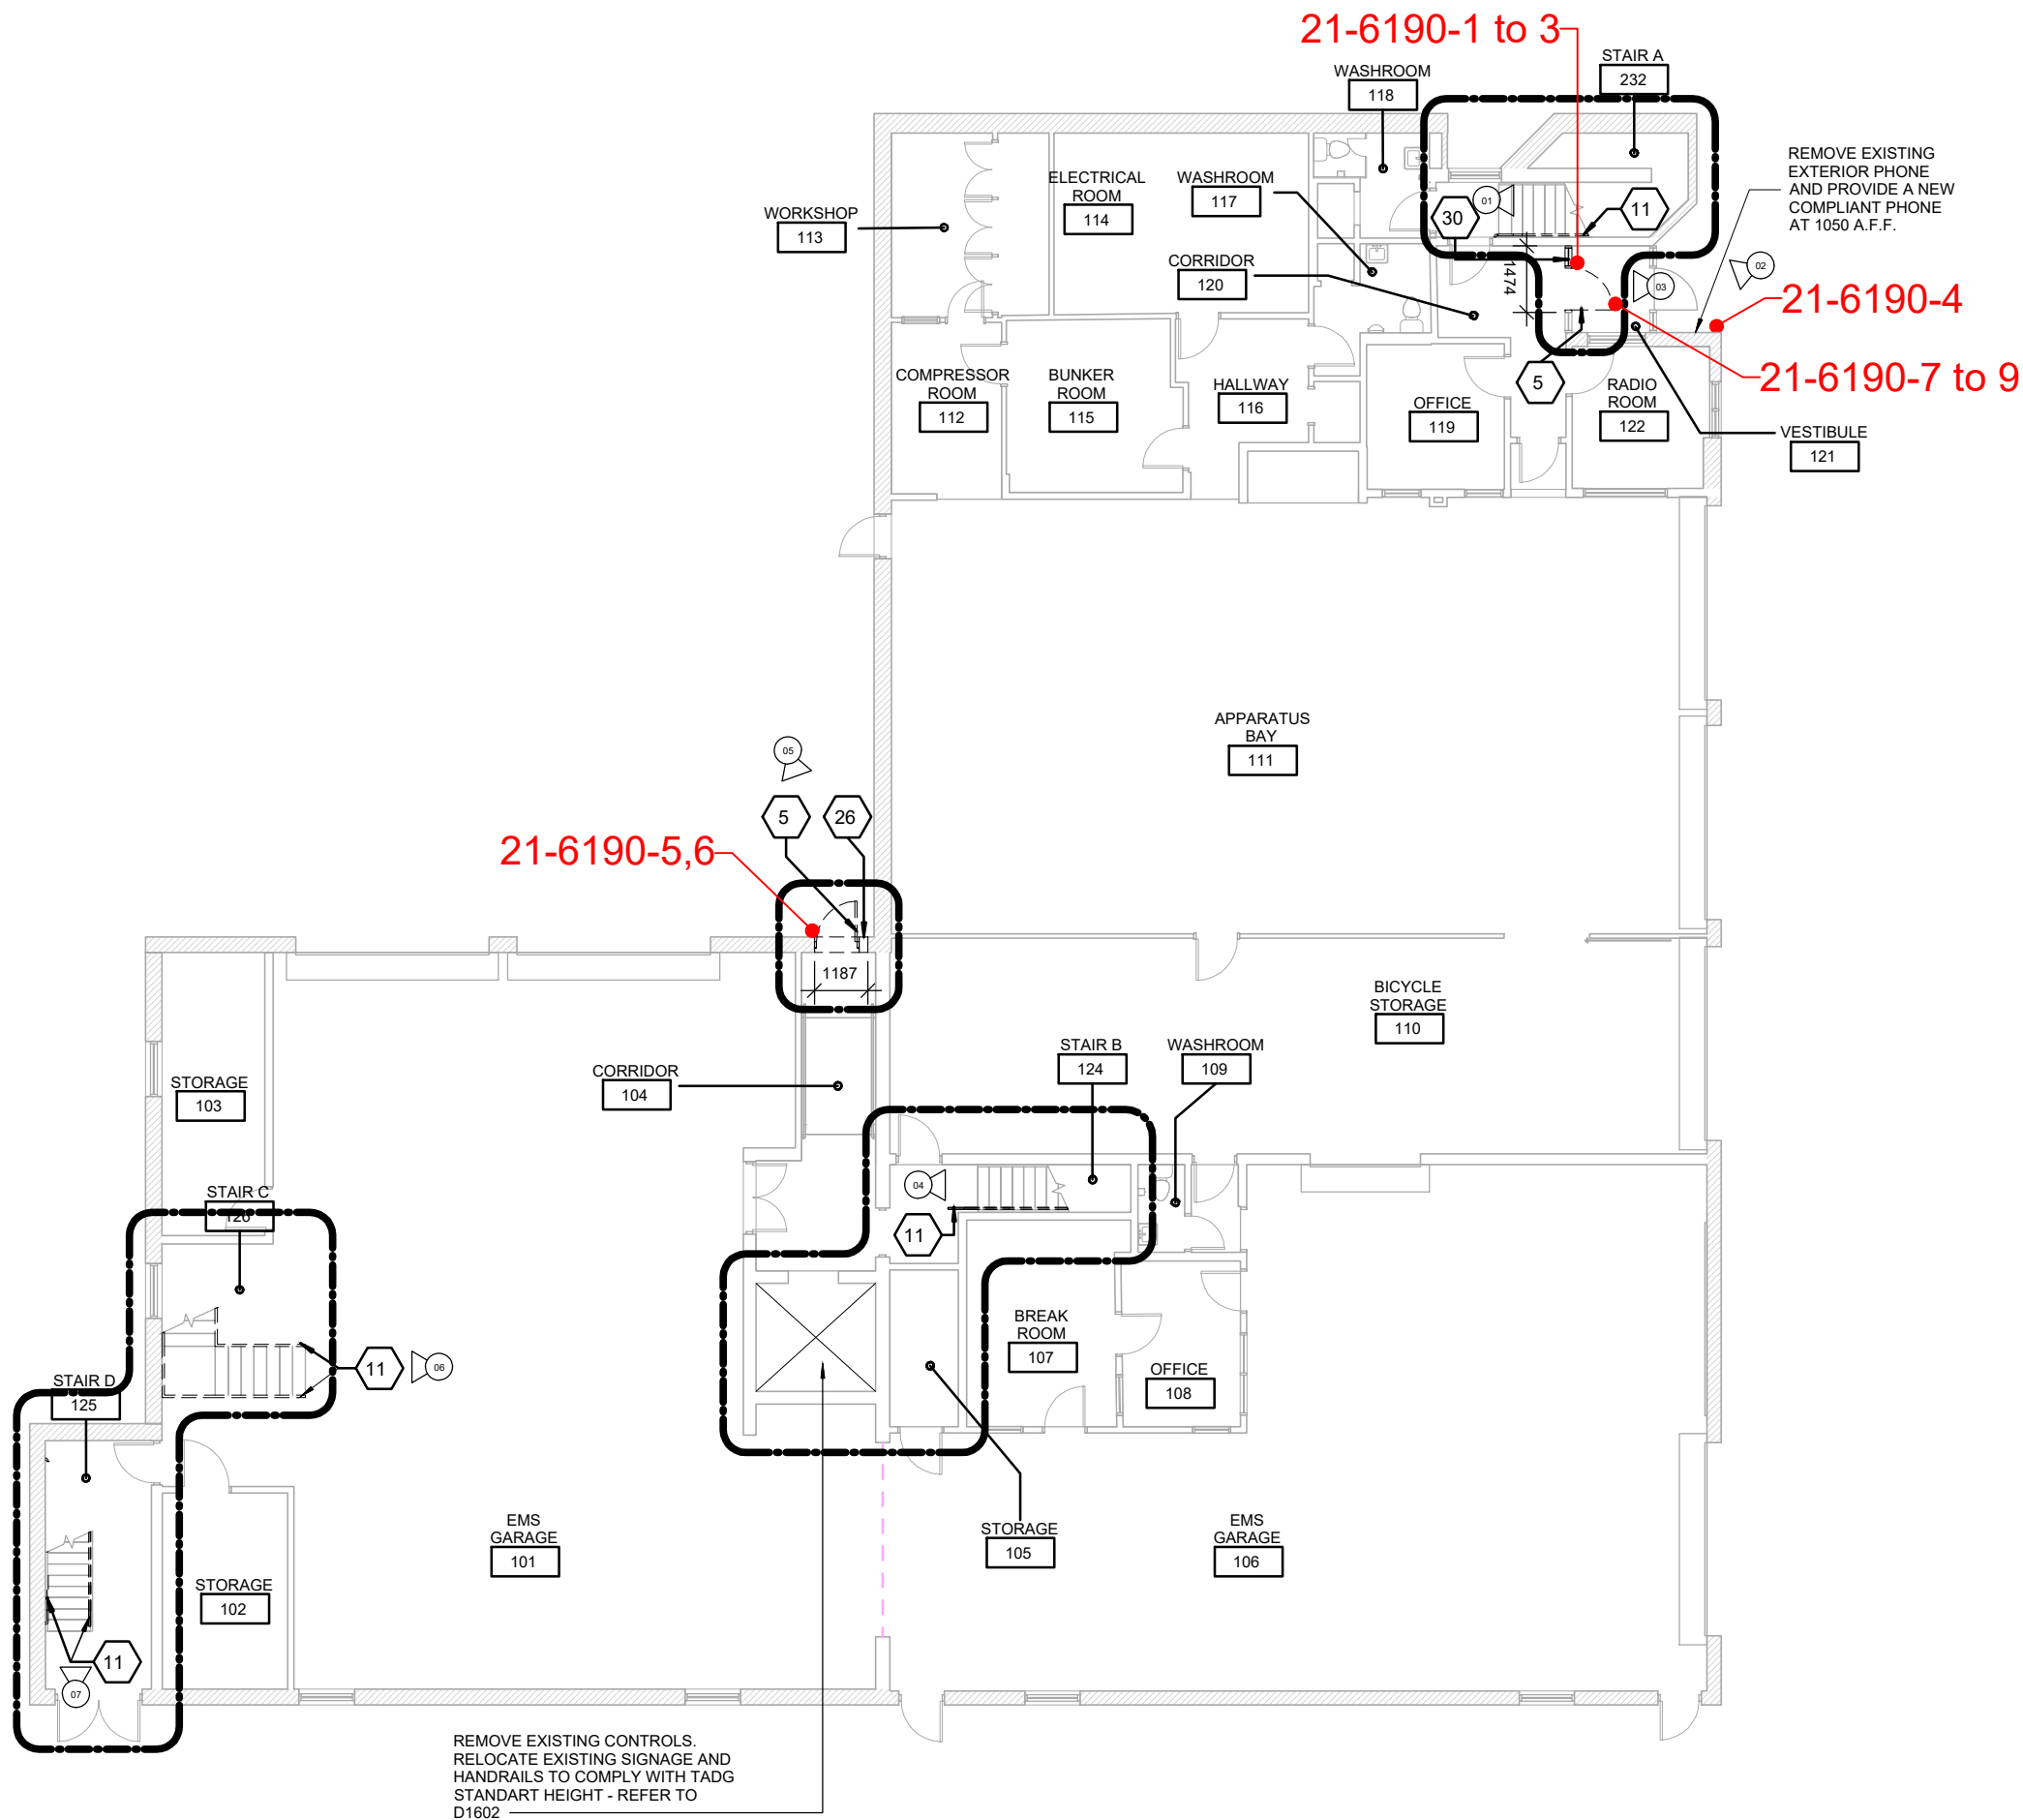 21-6190-1 to 3
STAIR A
232
WASHROOM
118
REMOVE EXISTING
EXTERIOR PHONE
AND PROVIDE A NEW
COMPLIANT PHONE
AT 1050 A.F.F.
ELECTRICAL
ROOM
114
WASHROOM
117
WORKSHOP
113
30
01
11
CORRIDOR
120
1474
02
03
21-6190-4
21-6190-7 to 9
COMPRESSOR
ROOM
112
BUNKER
ROOM
115
HALLWAY
116
OFFICE
119
5
RADIO
ROOM
122
VESTIBULE
121
APPARATUS
BAY
111
05
5
26
21-6190-5,6
1187
BICYCLE
STORAGE
110
STAIR B
124
WASHROOM
109
CORRIDOR
104
STORAGE
103
STAIR C
126
04
11
BREAK
ROOM
107
OFFICE
108
11
06
STAIR D
125
EMS
GARAGE
101
STORAGE
105
EMS
GARAGE
106
STORAGE
102
11
07
REMOVE EXISTING CONTROLS.
RELOCATE EXISTING SIGNAGE AND
HANDRAILS TO COMPLY WITH TADG
STANDART HEIGHT - REFER TO
D1602